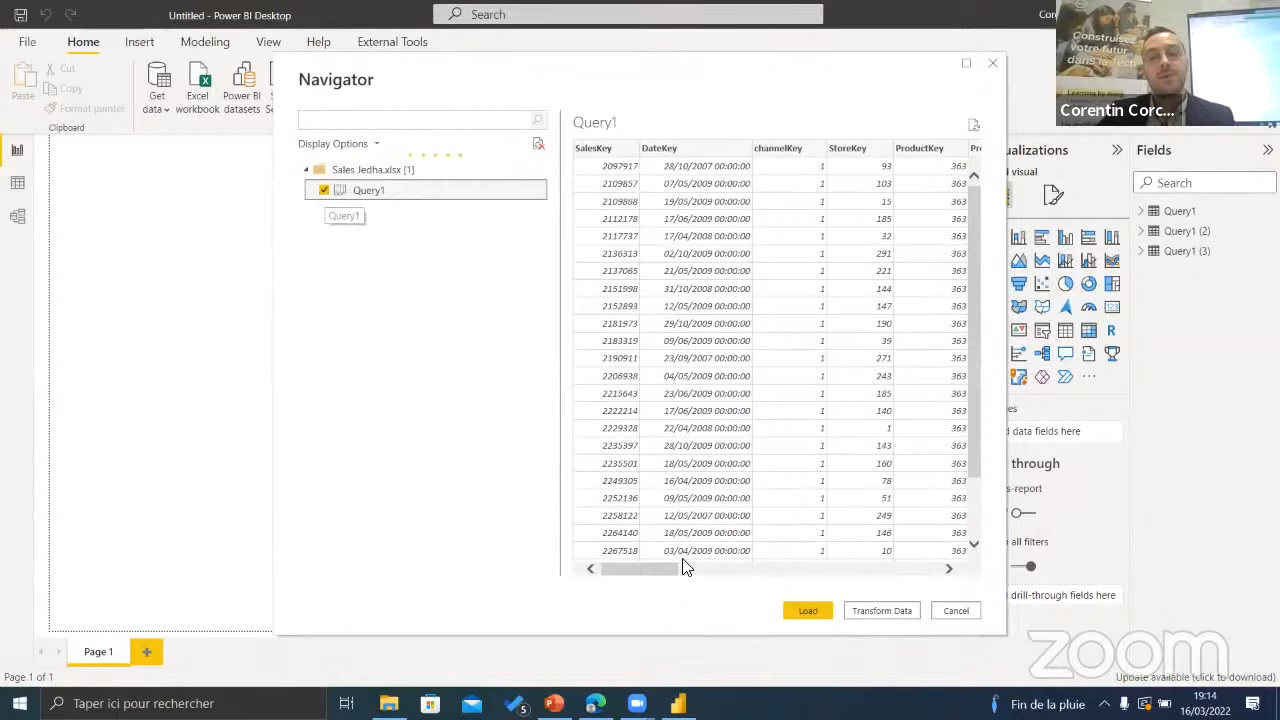 Untitled - Power BI Desktop
Search
Cor
File
Home
Insert
Modeling
View
Help
External Tools
Paste
Cut
Copy
Format painter
Clipboard
Get data
Excel workbook
Power BI datasets
Navigator
Display Options
Sales Jedha.xlsx [1]
Query1
Query1
Query1
SalesKey DateKey channelKey StoreKey ProductKey Pr
2097917 28/10/2007 00:00:00 1 93 363
2109857 07/05/2009 00:00:00 1 103 363
2109868 19/05/2009 00:00:00 1 15 363
2112178 17/06/2009 00:00:00 1 185 363
2117737 17/04/2008 00:00:00 1 32 363
2136313 02/10/2009 00:00:00 1 291 363
2137065 21/05/2009 00:00:00 1 221 363
2151998 31/10/2008 00:00:00 1 144 363
2152893 12/05/2009 00:00:00 1 147 363
2181973 29/10/2009 00:00:00 1 190 363
2183319 09/06/2009 00:00:00 1 39 363
2190911 23/09/2007 00:00:00 1 271 363
2206938 04/05/2009 00:00:00 1 243 363
2215643 23/06/2009 00:00:00 1 185 363
2222214 17/06/2009 00:00:00 1 140 363
2229328 22/04/2008 00:00:00 1 1 363
2235397 28/10/2009 00:00:00 1 143 363
2235501 18/05/2009 00:00:00 1 160 363
2249305 16/04/2009 00:00:00 1 78 363
2252136 09/05/2009 00:00:00 1 51 363
2258122 12/05/2007 00:00:00 1 249 363
2264140 18/05/2009 00:00:00 1 146 363
2267518 03/04/2009 00:00:00 1 10 363
Load
Transform Data
Cancel
Construisez
votre futur
dans la Tech
Learning by doing
Corentin Corc...
ualizations
d visual
R
123
es
d data fields here
through
s-report
all filters
drill-through fields here
Fields
Search
Query1
Query1 (2)
Query1 (3)
Page 1
Page 1 of 1
zoom
Update available (click to download)
Taper ici pour rechercher
5
Fin de la pluie
19:14
16/03/2022